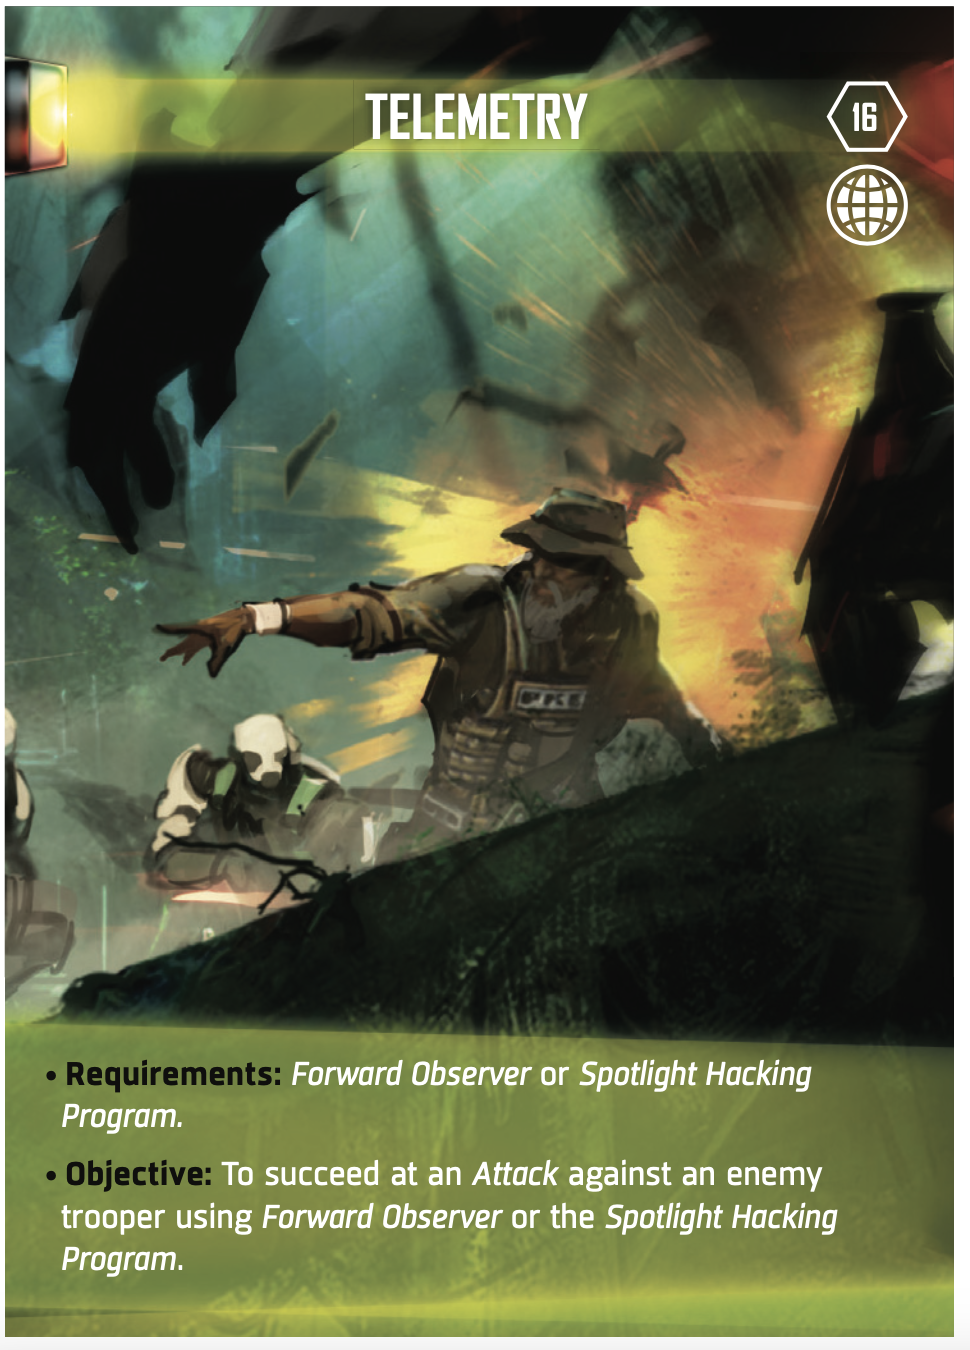 TELEMETRY
16
• Requirements: Forward Observer or Spotlight Hacking
Program.
• Objective: To succeed at an Attack against an enemy
trooper using Forward Observer or the Spotlight Hacking
Program.